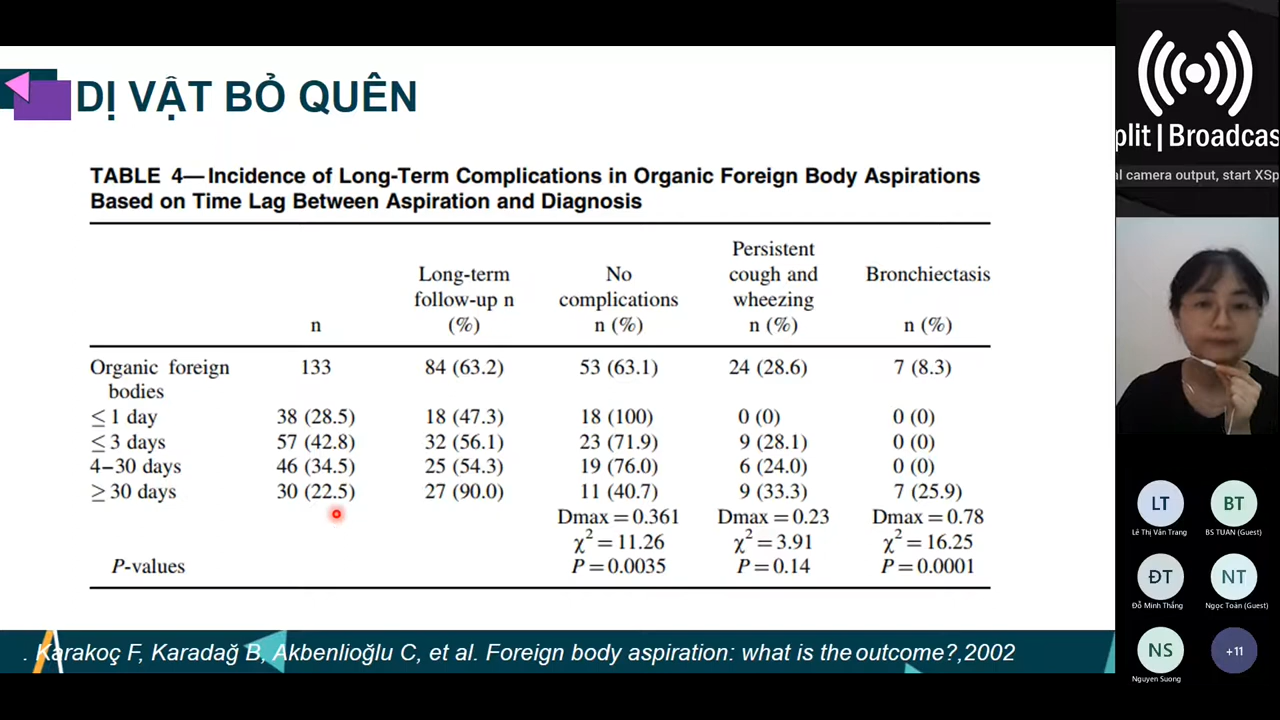 DỊ VẬT BỎ QUÊN
TABLE 4—Incidence of Long-Term Complications in Organic Foreign Body Aspirations
Based on Time Lag Between Aspiration and Diagnosis
n
Long-term follow-up n (%)
No complications n (%)
Persistent cough and wheezing n (%)
Bronchiectasis n (%)
Organic foreign bodies 133 84 (63.2) 53 (63.1) 24 (28.6) 7 (8.3)
≤ 1 day 38 (28.5) 18 (47.3) 18 (100) 0 (0) 0 (0)
≤ 3 days 57 (42.8) 32 (56.1) 23 (71.9) 9 (28.1) 0 (0)
4–30 days 46 (34.5) 25 (54.3) 19 (76.0) 6 (24.0) 0 (0)
≥ 30 days 30 (22.5) 27 (90.0) 11 (40.7) 9 (33.3) 7 (25.9)
Dmax = 0.361 Dmax = 0.23 Dmax = 0.78
χ² = 11.26 χ² = 3.91 χ² = 16.25
P-values P = 0.0035 P = 0.14 P = 0.0001
. Karakoç F, Karadağ B, Akbenlioğlu C, et al. Foreign body aspiration: what is the outcome?,2002
plit | Broadcas
al camera output, start XSp
LT
Lê Thị Vân Trang
BT
BS TUAN (Guest)
ĐT
Đỗ Minh Thắng
NT
Ngọc Toàn (Guest)
NS
Nguyen Suong
+11